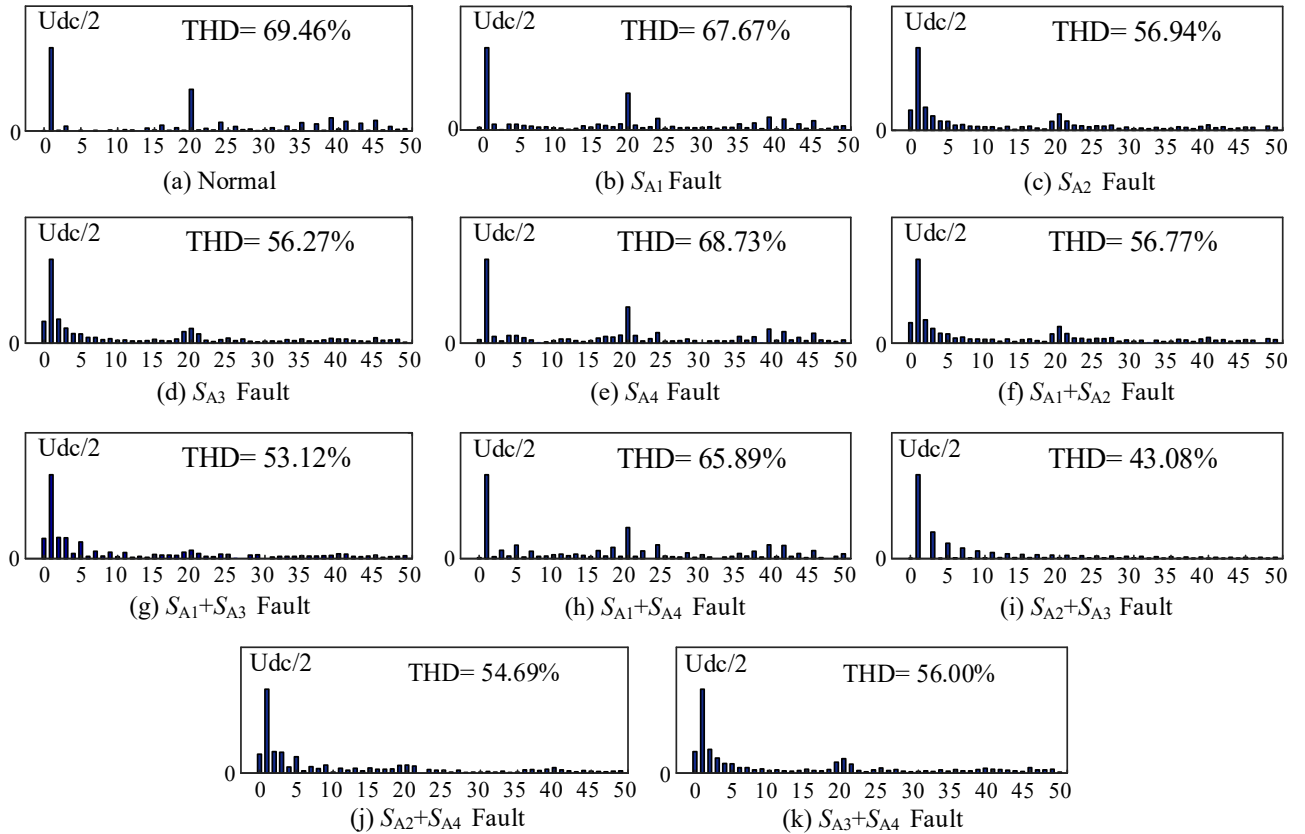 Udc/2
THD= 69.46%
0
0 5 10 15 20 25 30 35 40 45 50
(a) Normal
Udc/2
THD= 67.67%
0
0 5 10 15 20 25 30 35 40 45 50
(b) SA1 Fault
Udc/2
THD= 56.94%
0
0 5 10 15 20 25 30 35 40 45 50
(c) SA2 Fault
Udc/2
THD= 56.27%
0
0 5 10 15 20 25 30 35 40 45 50
(d) SA3 Fault
Udc/2
THD= 68.73%
0
0 5 10 15 20 25 30 35 40 45 50
(e) SA4 Fault
Udc/2
THD= 56.77%
0
0 5 10 15 20 25 30 35 40 45 50
(f) SA1+SA2 Fault
Udc/2
THD= 53.12%
0
0 5 10 15 20 25 30 35 40 45 50
(g) SA1+SA3 Fault
Udc/2
THD= 65.89%
0
0 5 10 15 20 25 30 35 40 45 50
(h) SA1+SA4 Fault
Udc/2
THD= 43.08%
0
0 5 10 15 20 25 30 35 40 45 50
(i) SA2+SA3 Fault
Udc/2
THD= 54.69%
0
0 5 10 15 20 25 30 35 40 45 50
(j) SA2+SA4 Fault
Udc/2
THD= 56.00%
0
0 5 10 15 20 25 30 35 40 45 50
(k) SA3+SA4 Fault